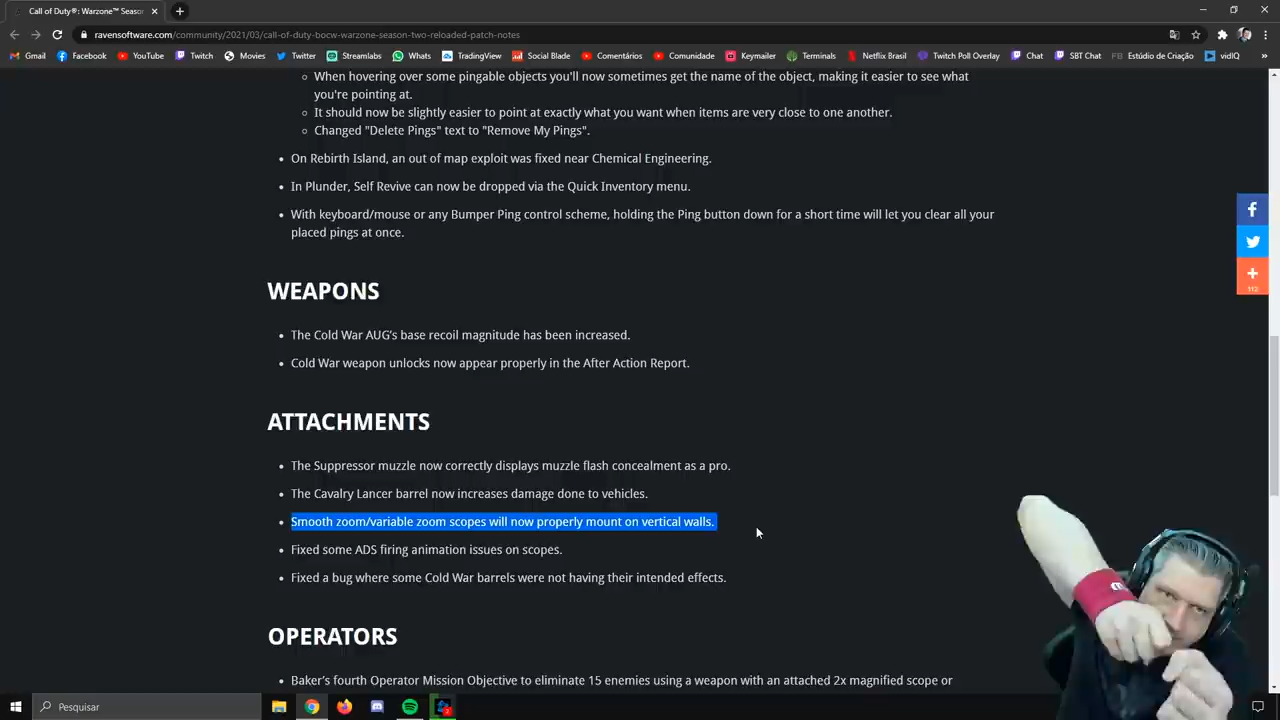 Call of Duty®: Warzone™ Seaso
ravensoftware.com/community/2021/03/call-of-duty-bocw-warzone-season-two-reloaded-patch-notes
Gmail Facebook YouTube Twitch Movies Twitter Streamlabs Whats TradingView Social Blade Comentários Comunidade Keymailer Terminals Netflix Brasil Twitch Poll Overlay Chat SBT Chat Estúdio de Criação vidIQ »
When hovering over some pingable objects you'll now sometimes get the name of the object, making it easier to see what
you're pointing at.
It should now be slightly easier to point at exactly what you want when items are very close to one another.
Changed "Delete Pings" text to "Remove My Pings".
On Rebirth Island, an out of map exploit was fixed near Chemical Engineering.
In Plunder, Self Revive can now be dropped via the Quick Inventory menu.
With keyboard/mouse or any Bumper Ping control scheme, holding the Ping button down for a short time will let you clear all your
placed pings at once.
112
WEAPONS
The Cold War AUG's base recoil magnitude has been increased.
Cold War weapon unlocks now appear properly in the After Action Report.
ATTACHMENTS
The Suppressor muzzle now correctly displays muzzle flash concealment as a pro.
The Cavalry Lancer barrel now increases damage done to vehicles.
Smooth zoom/variable zoom scopes will now properly mount on vertical walls.
Fixed some ADS firing animation issues on scopes.
Fixed a bug where some Cold War barrels were not having their intended effects.
OPERATORS
Baker's fourth Operator Mission Objective to eliminate 15 enemies using a weapon with an attached 2x magnified scope or
Pesquisar